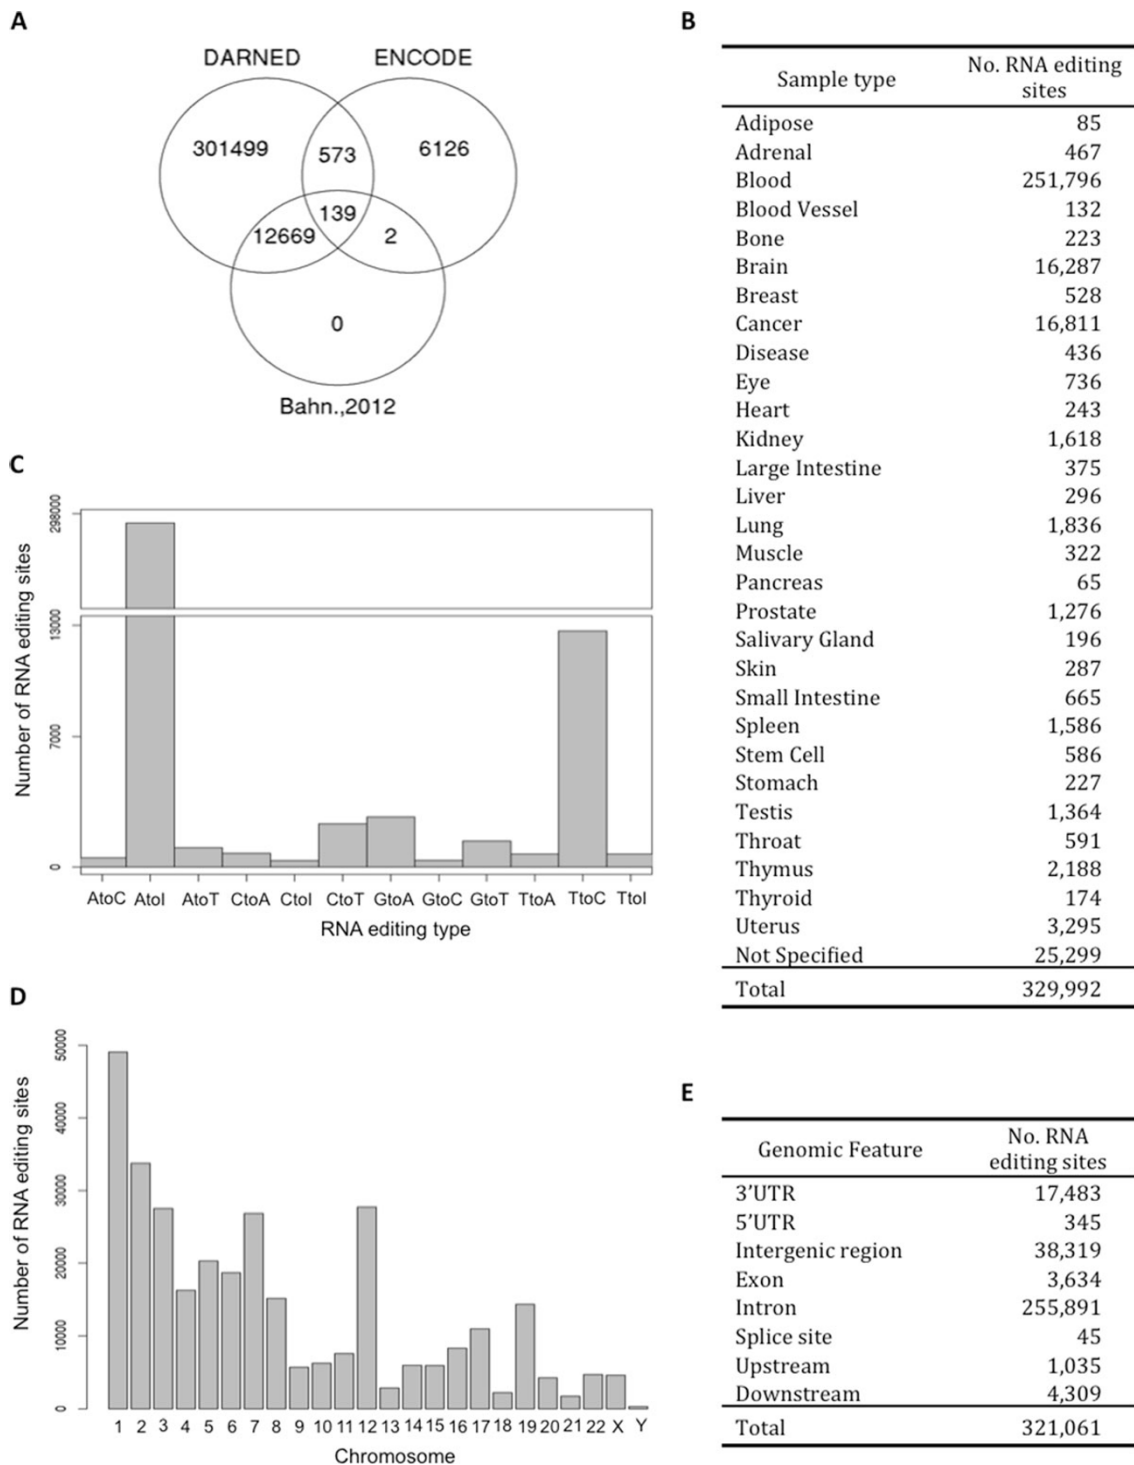 A
DARNED ENCODE
301499 573 6126
139
12669 2
0
Bahn.,2012
B
Sample type No. RNA editing
sites
Adipose 85
Adrenal 467
Blood 251,796
Blood Vessel 132
Bone 223
Brain 16,287
Breast 528
Cancer 16,811
Disease 436
Eye 736
Heart 243
Kidney 1,618
Large Intestine 375
Liver 296
Lung 1,836
Muscle 322
Pancreas 65
Prostate 1,276
Salivary Gland 196
Skin 287
Small Intestine 665
Spleen 1,586
Stem Cell 586
Stomach 227
Testis 1,364
Throat 591
Thymus 2,188
Thyroid 174
Uterus 3,295
Not Specified 25,299
Total 329,992
C
Number of RNA editing sites
298000
13000
7000
0
AtoC AtoI AtoT CtoA CtoI CtoT GtoA GtoC GtoT TtoA TtoC TtoI
RNA editing type
D
Number of RNA editing sites
50000
40000
30000
20000
10000
0
1 2 3 4 5 6 7 8 9 10 11 12 13 14 15 16 17 18 19 20 21 22 X Y
Chromosome
E
Genomic Feature No. RNA
editing sites
3’UTR 17,483
5’UTR 345
Intergenic region 38,319
Exon 3,634
Intron 255,891
Splice site 45
Upstream 1,035
Downstream 4,309
Total 321,061